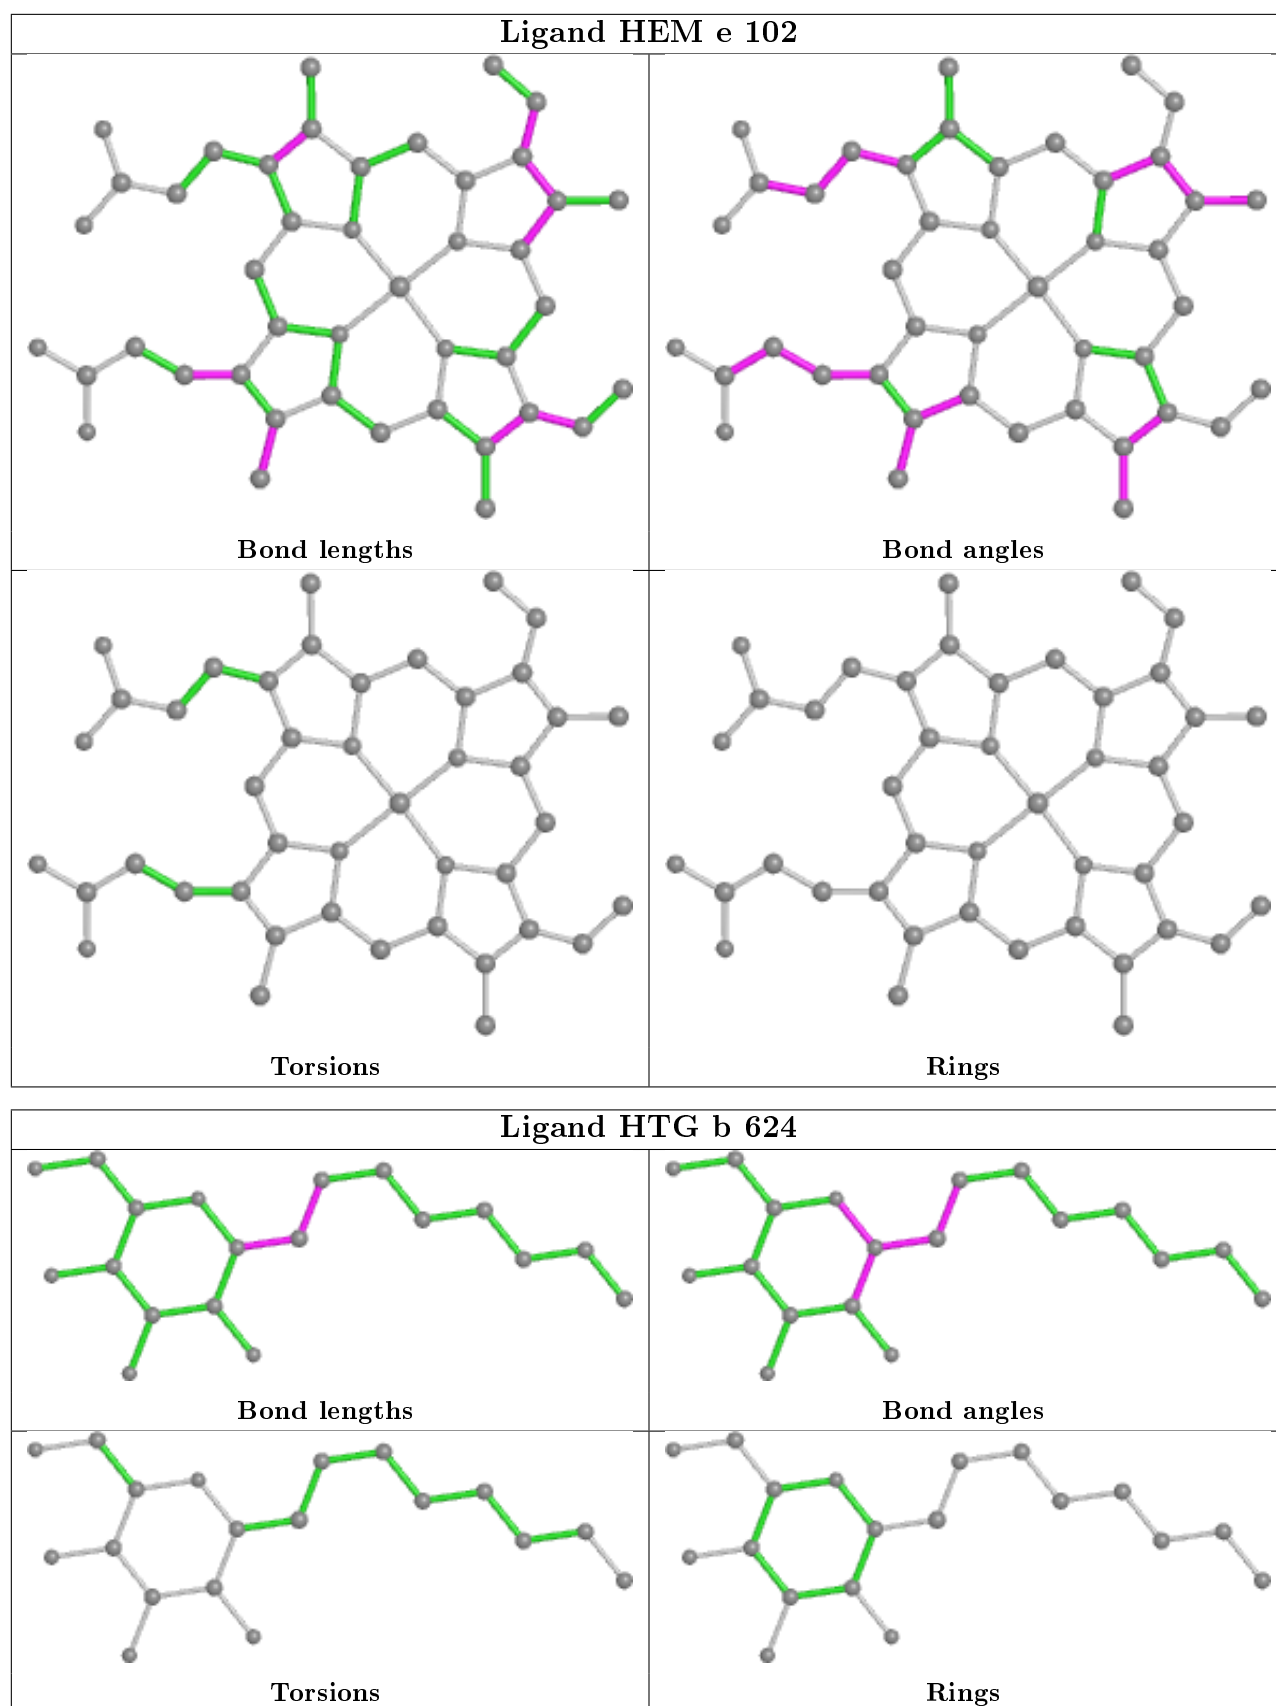 Ligand HEM e 102
Bond lengths
Bond angles
Torsions
Rings
Ligand HTG b 624
Bond lengths
Bond angles
Torsions
Rings